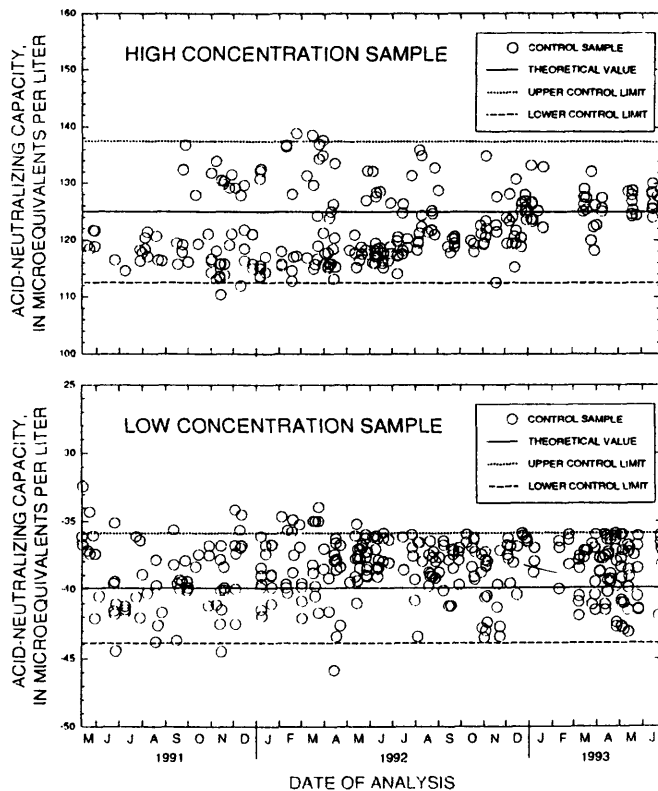 ACID-NEUTRALIZING CAPACITY,
IN MICROEQUIVALENTS PER LITER
160
150
140
130
120
110
100
HIGH CONCENTRATION SAMPLE
CONTROL SAMPLE
THEORETICAL VALUE
UPPER CONTROL LIMIT
LOWER CONTROL LIMIT
ACID-NEUTRALIZING CAPACITY,
IN MICROEQUIVALENTS PER LITER
25
-30
-35
-40
-45
-50
LOW CONCENTRATION SAMPLE
CONTROL SAMPLE
THEORETICAL VALUE
UPPER CONTROL LIMIT
LOWER CONTROL LIMIT
M J J A S O N D J F M A M J J A S O N D J F M A M J
1991 1992 1993
DATE OF ANALYSIS